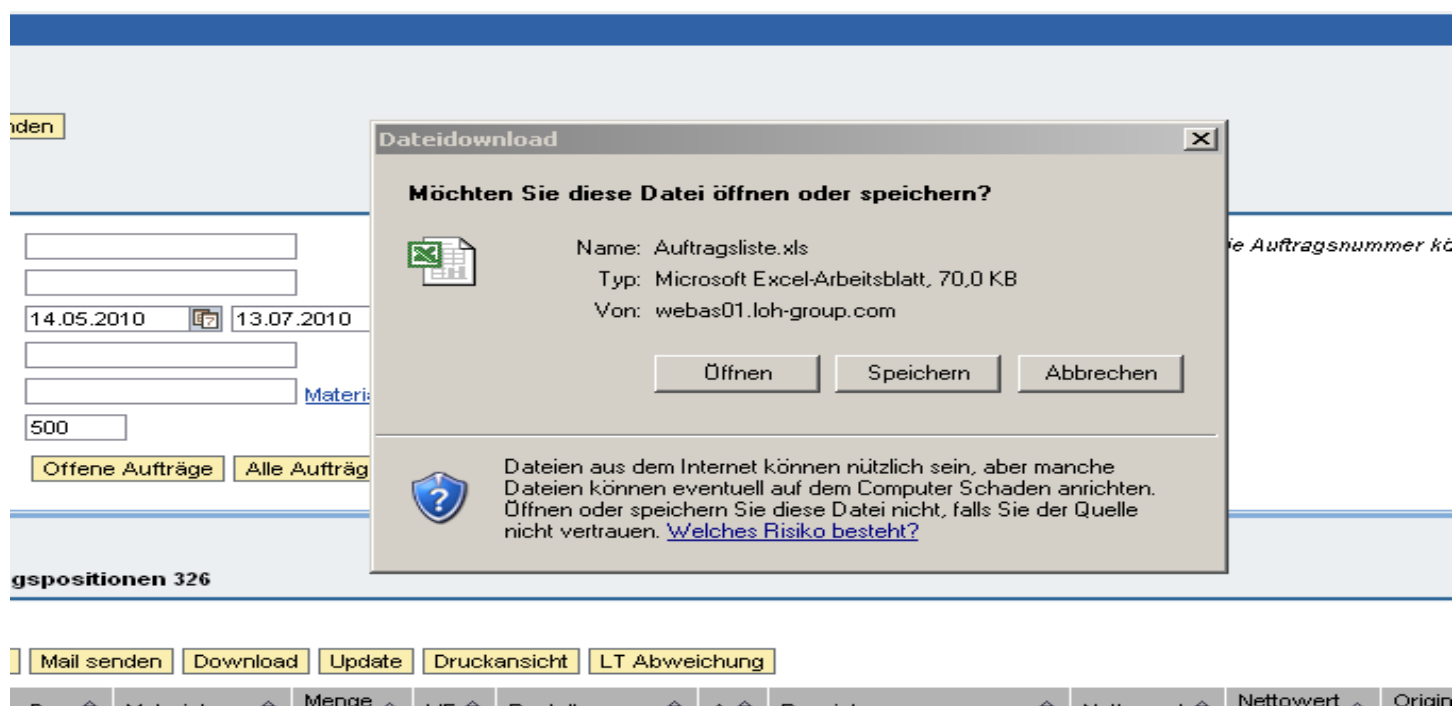 nden
Dateidownload
Möchten Sie diese Datei öffnen oder speichern?
Name: Auftragsliste.xls
Typ: Microsoft Excel-Arbeitsblatt, 70,0 KB
Von: webas01.loh-group.com
ie Auftragsnummer kö
14.05.2010 13.07.2010
Materi
500
Öffnen Speichern Abbrechen
Offene Aufträge Alle Aufträg
Dateien aus dem Internet können nützlich sein, aber manche
Dateien können eventuell auf dem Computer Schaden anrichten.
Öffnen oder speichern Sie diese Datei nicht, falls Sie der Quelle
nicht vertrauen. Welches Risiko besteht?
gspositionen 326
Mail senden Download Update Druckansicht LT Abweichung
Menge Nettowert Origin